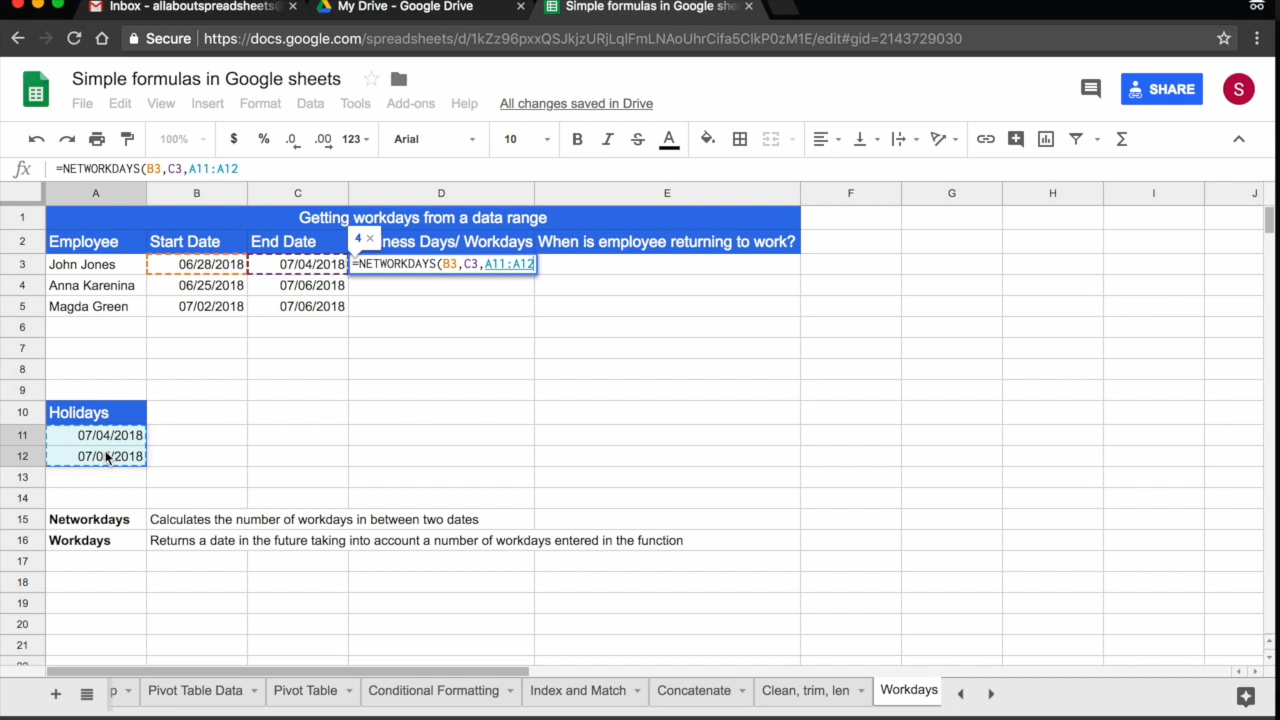 Inbox - allaboutspreadsheets@
My Drive - Google Drive
Simple formulas in Google she
Secure https://docs.google.com/spreadsheets/d/1kZz96pxxQSJkjzURjLqlFmLNAoUhrCifa5ClkP0zM1E/edit#gid=2143729030
Simple formulas in Google sheets
File Edit View Insert Format Data Tools Add-ons Help All changes saved in Drive
SHARE
S
100% $ % .0 .00 123 Arial 10 B I S A Σ
fx =NETWORKDAYS(B3,C3,A11:A12
A B C D E F G H I J
1 Getting workdays from a data range
2 Employee Start Date End Date ness Days/ Workdays When is employee returning to work?
4 ×
3 John Jones 06/28/2018 07/04/2018 =NETWORKDAYS(B3,C3,A11:A12
4 Anna Karenina 06/25/2018 07/06/2018
5 Magda Green 07/02/2018 07/06/2018
6
7
8
9
10 Holidays
11 07/04/2018
12
13
14
15 Networkdays Calculates the number of workdays in between two dates
16 Workdays Returns a date in the future taking into account a number of workdays entered in the function
17
18
19
20
21
p Pivot Table Data Pivot Table Conditional Formatting Index and Match Concatenate Clean, trim, len Workdays